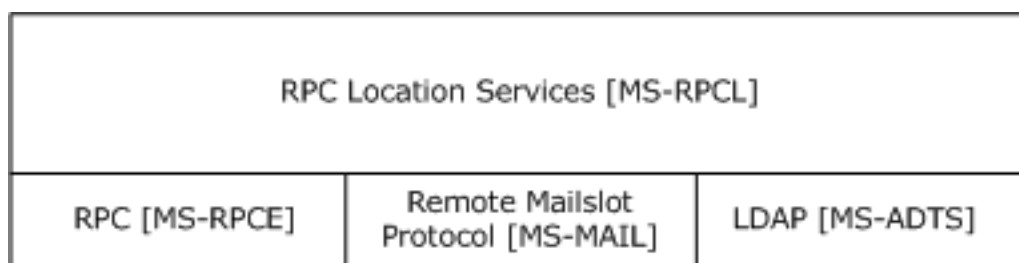 RPC Location Services [MS-RPCL]
RPC [MS-RPCE]
Remote Mailslot
Protocol [MS-MAIL]
LDAP [MS-ADTS]